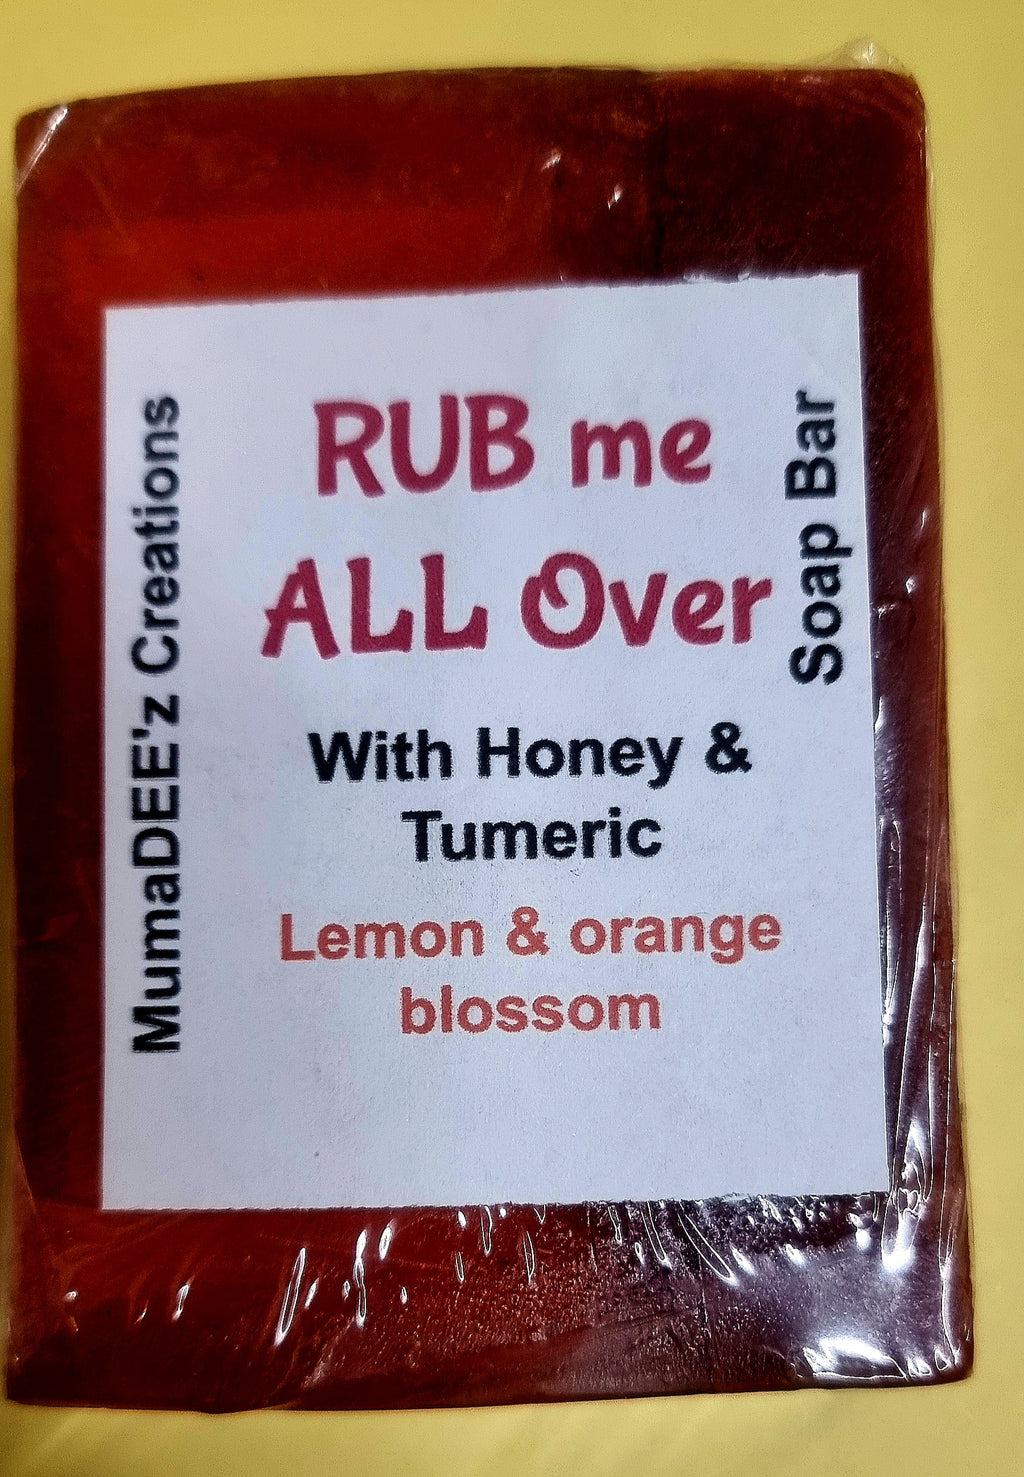 MumaDEE'z Creations
RUB me
ALL Over
With Honey &
Tumeric
Lemon & orange
blossom
Soap Bar